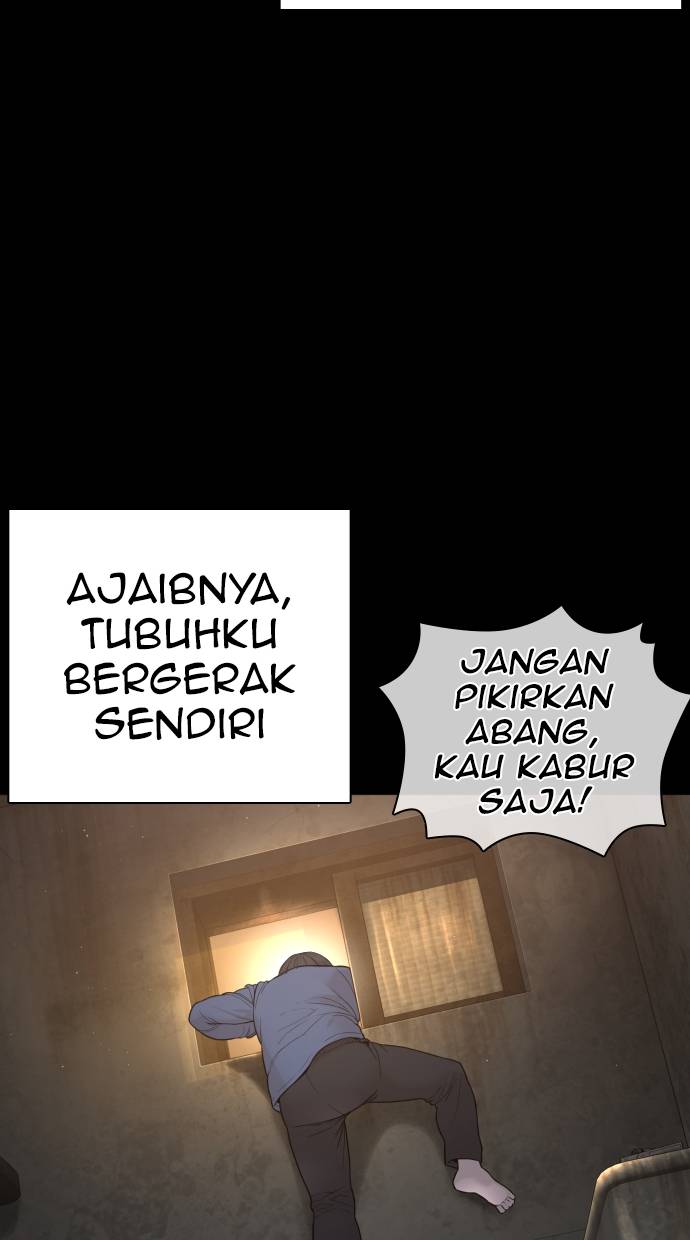 AJAIBNYA,
TUBUHKU
BERGERAK
SENDIRI
JANGAN
PIKIRKAN
ABANG,
KAU KABUR
SAJA!